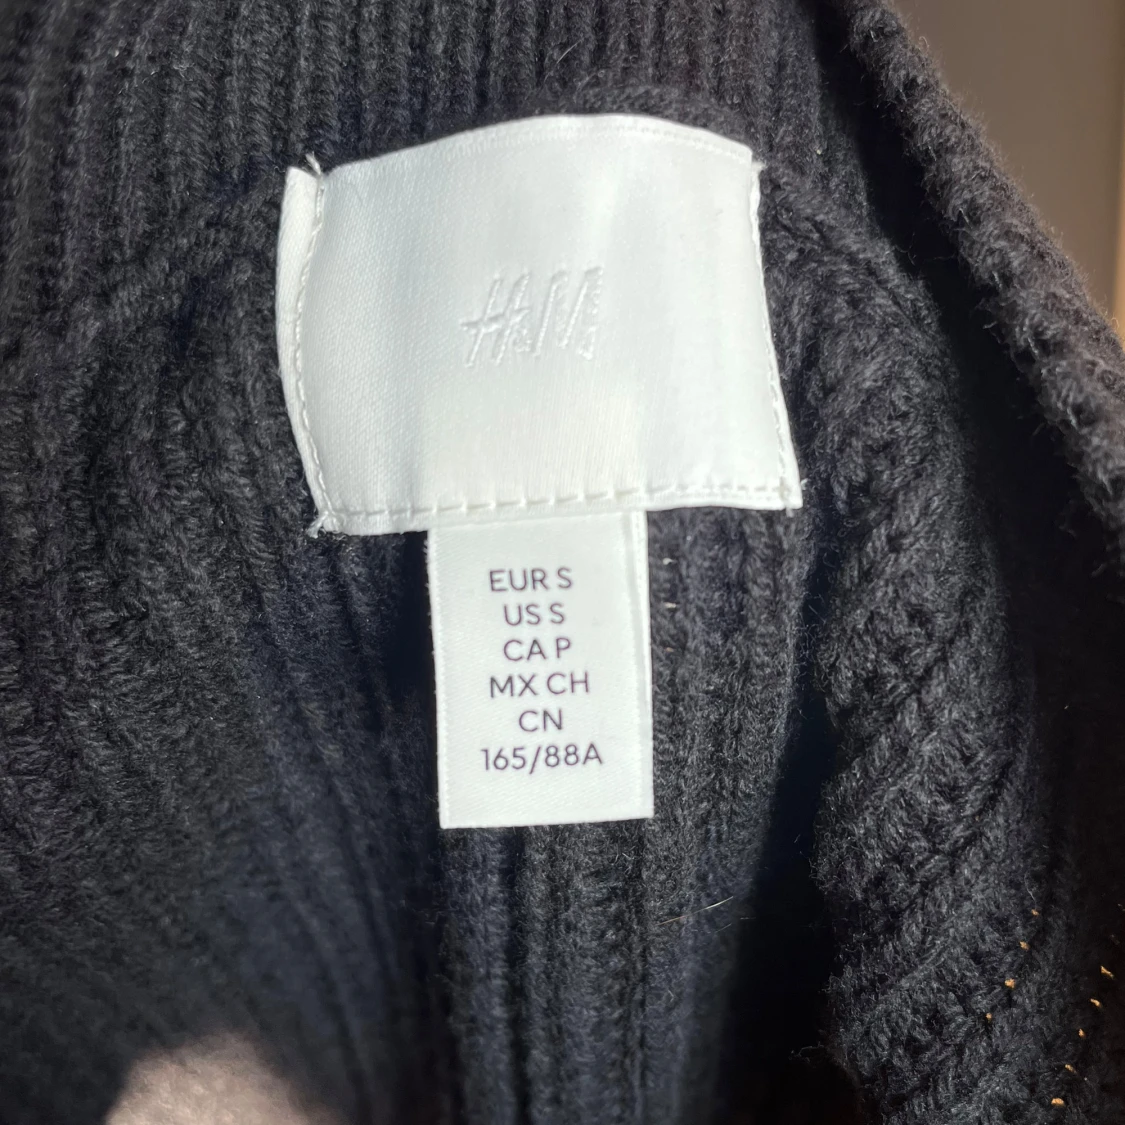 H&M
EUR S
US S
CA P
MX CH
CN
165/88A